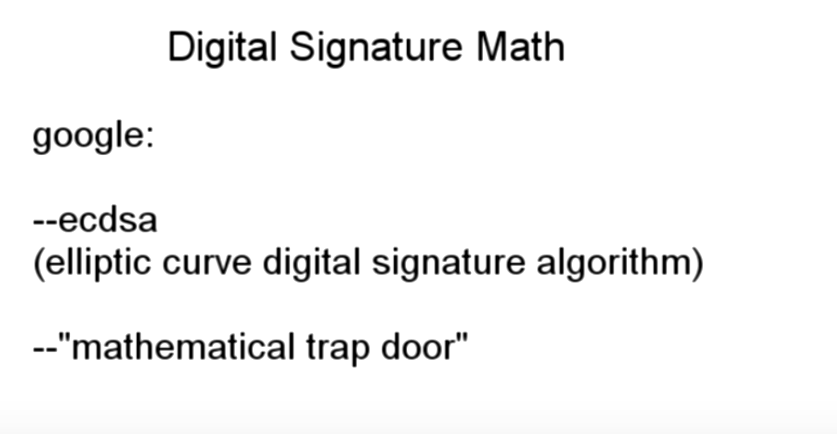 Digital Signature Math
google:
--ecdsa
(elliptic curve digital signature algorithm)
--"mathematical trap door"